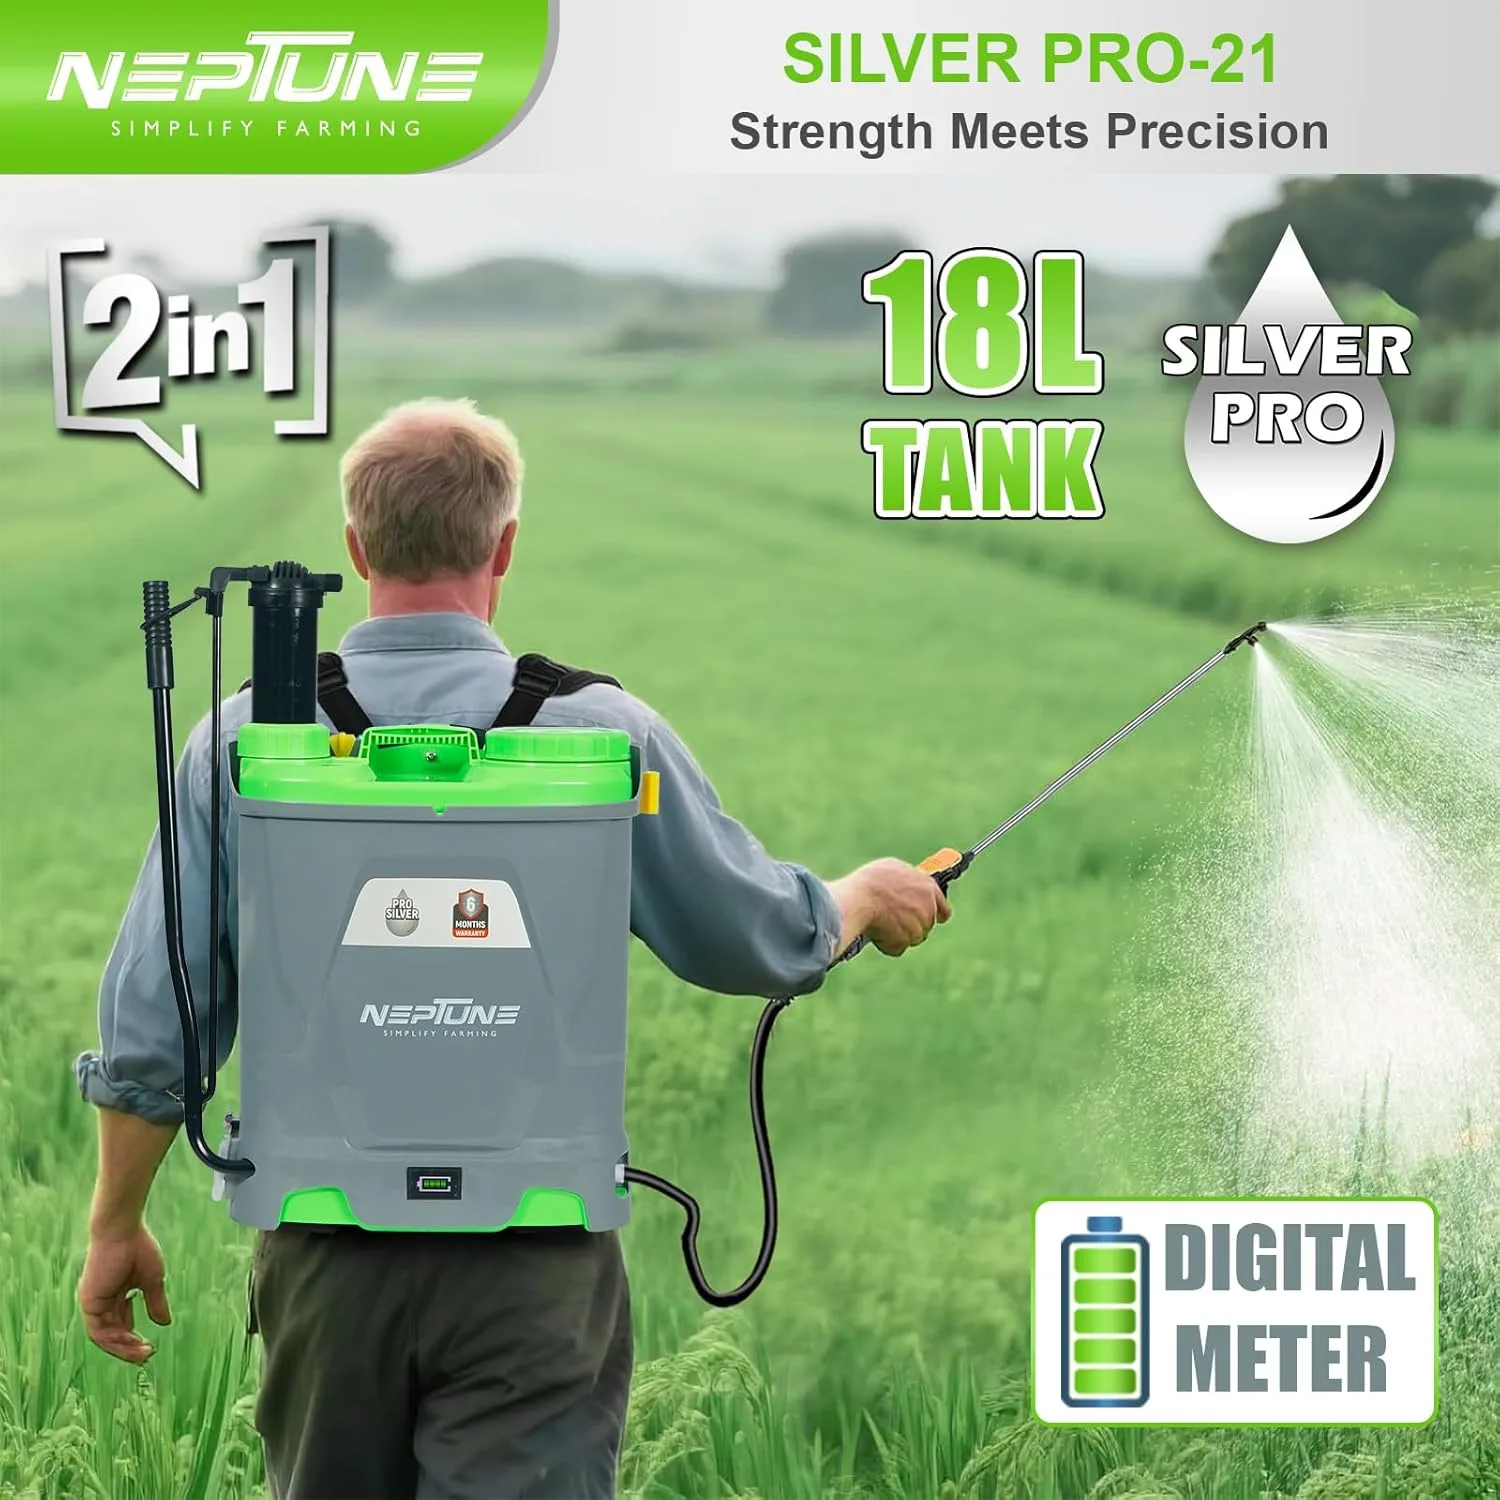 NEPTUNE
SIMPLIFY FARMING
SILVER PRO-21
Strength Meets Precision
2in1
18L
TANK
SILVER
PRO
PRO
SILVER
6
MONTHS
WARRANTY
NEPTUNE
SIMPLIFY FARMING
DIGITAL
METER